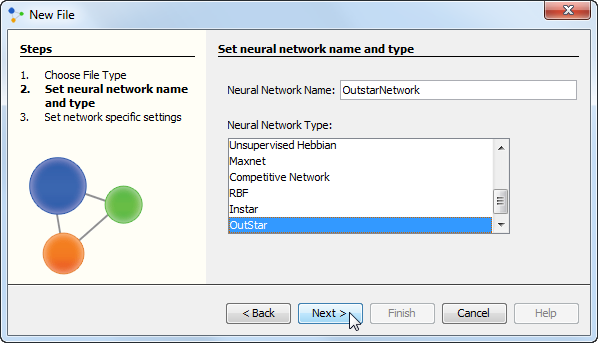 New File
Steps
1. Choose File Type
2. Set neural network name
and type
3. Set network specific settings
Set neural network name and type
Neural Network Name: OutstarNetwork
Neural Network Type:
Unsupervised Hebbian
Maxnet
Competitive Network
RBF
Instar
OutStar
< Back Next > Finish Cancel Help